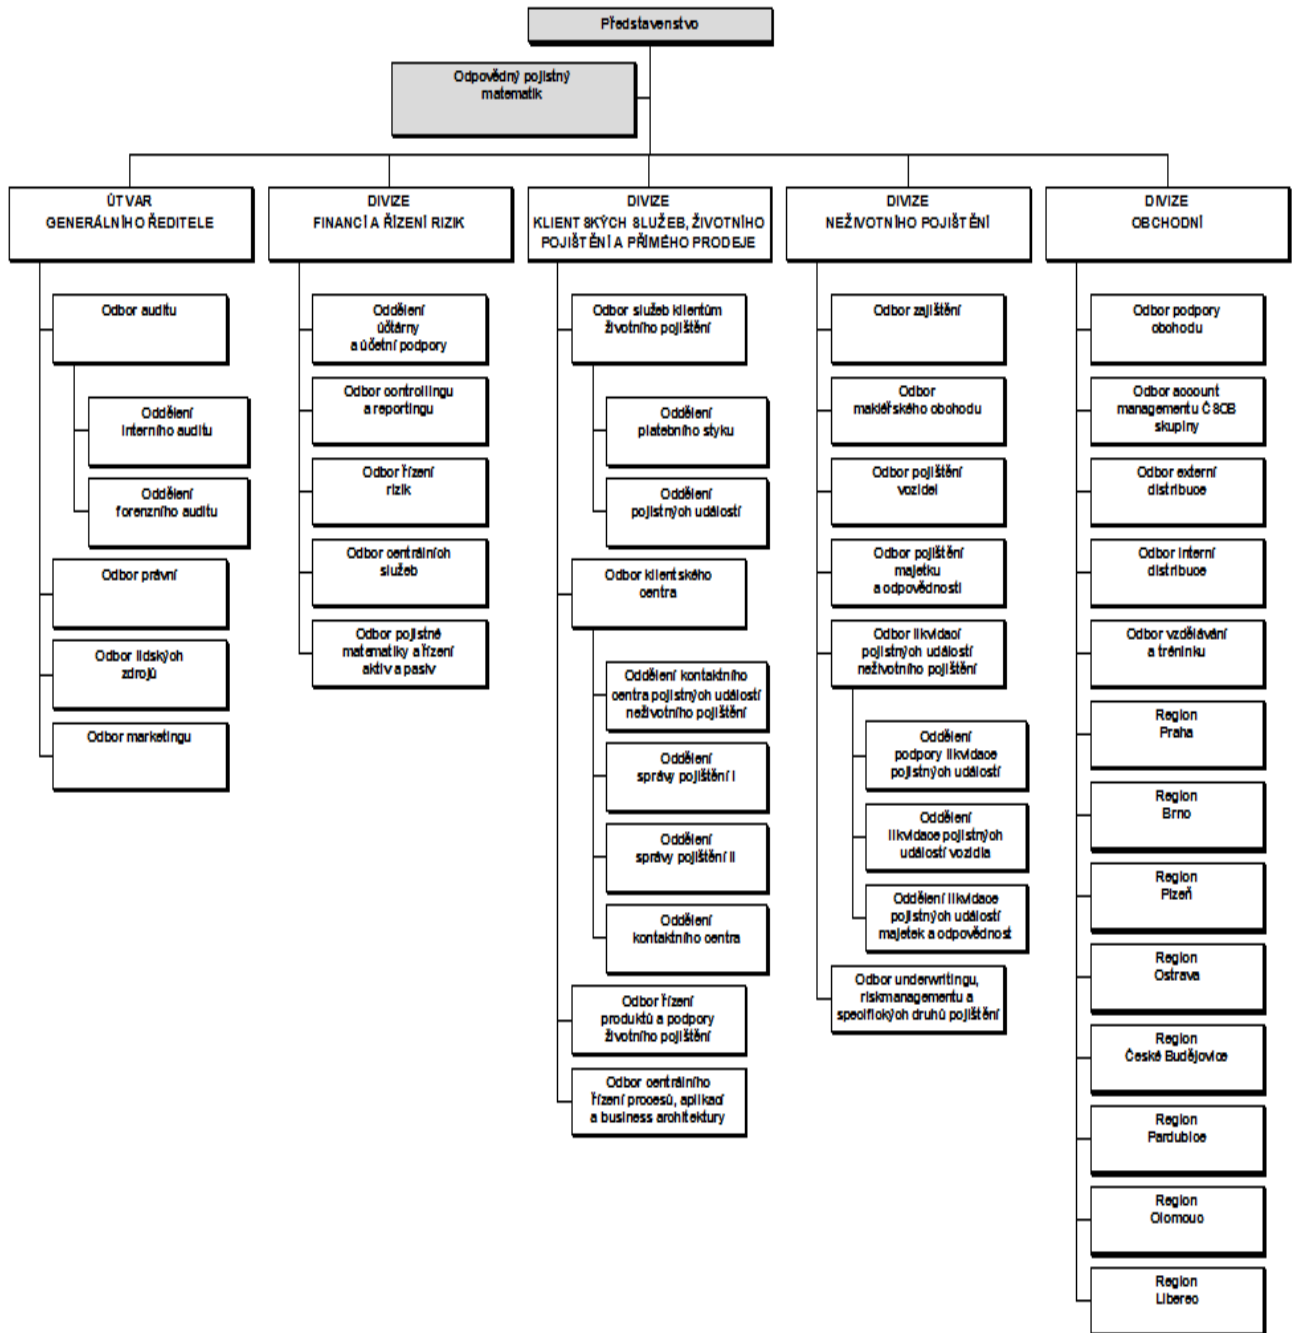 Představenstvo
Odpovědný pojistný
matematik
ÚTVAR
GENERÁLNÍHO ŘEDITELE
DIVIZE
FINANCÍ A ŘÍZENÍ RIZIK
DIVIZE
KLIENTSKÝCH SLUŽEB, ŽIVOTNÍHO
POJIŠTĚNÍ A PŘÍMÉHO PRODEJE
DIVIZE
NEŽIVOTNÍHO POJIŠTĚNÍ
DIVIZE
OBCHODNÍ
Odbor auditu
Oddělení
interního auditu
Oddělení
forenzního auditu
Odbor právní
Odbor lidských
zdrojů
Odbor marketingu
Oddělení
účtárny
a účetní podpory
Odbor controllingu
a reportingu
Odbor řízení
rizik
Odbor centrálních
služeb
Odbor pojistné
matematiky a řízení
aktiv a pasiv
Odbor služeb klientům
životního pojištění
Oddělení
platebního styku
Oddělení
pojistných událostí
Odbor klientského
centra
Oddělení kontaktního
centra pojistných událostí
neživotního pojištění
Oddělení
správy pojištění I
Oddělení
správy pojištění II
Oddělení
kontaktního centra
Odbor řízení
produktů a podpory
životního pojištění
Odbor centrálního
řízení procesů, aplikací
a business architektury
Odbor zajištění
Odbor
makléřského obchodu
Odbor pojištění
vozidel
Odbor pojištění
majetku
a odpovědnosti
Odbor likvidací
pojistných událostí
neživotního pojištění
Oddělení
podpory likvidace
pojistných událostí
Oddělení
likvidace pojistných
událostí vozidla
Oddělení likvidace
pojistných událostí
majetek a odpovědnost
Odbor underwritingu,
riskmanagementu a
specifických druhů pojištění
Odbor podpory
obchodu
Odbor account
managementu ČSOB
skupiny
Odbor externí
distribuce
Odbor interní
distribuce
Odbor vzdělávání
a tréninku
Region
Praha
Region
Brno
Region
Plzeň
Region
Ostrava
Region
České Budějovice
Region
Pardubice
Region
Olomouc
Region
Liberec